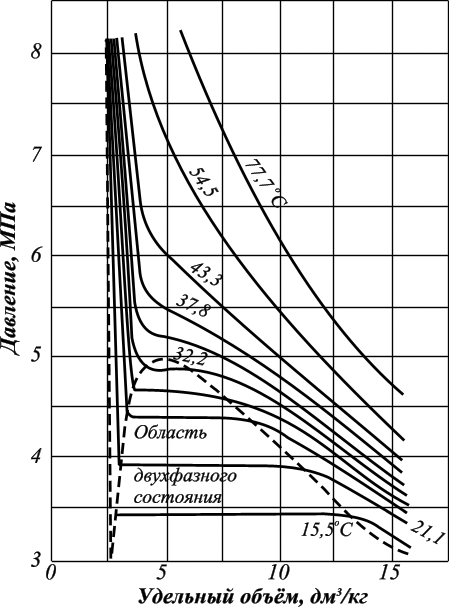 Давление, МПа
8
7
6
5
4
3
77,7°C
54,5
43,3
37,8
32,2
Область
двухфазного
состояния
15,5°C
21,1
0
5
10
15
Удельный объём, дм³/кг